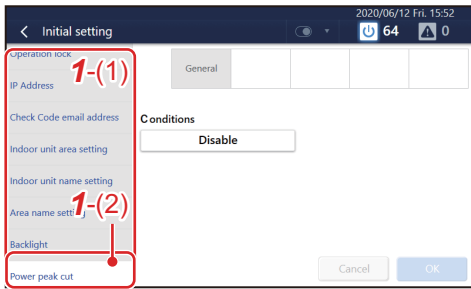 2020/06/12 Fri. 15:52
Initial setting
64
0
Operation lock
1-(1)
General
IP Address
Check Code email address
Conditions
Disable
Indoor unit area setting
Indoor unit name setting
Area name setting
1-(2)
Backlight
Power peak cut
Cancel
OK